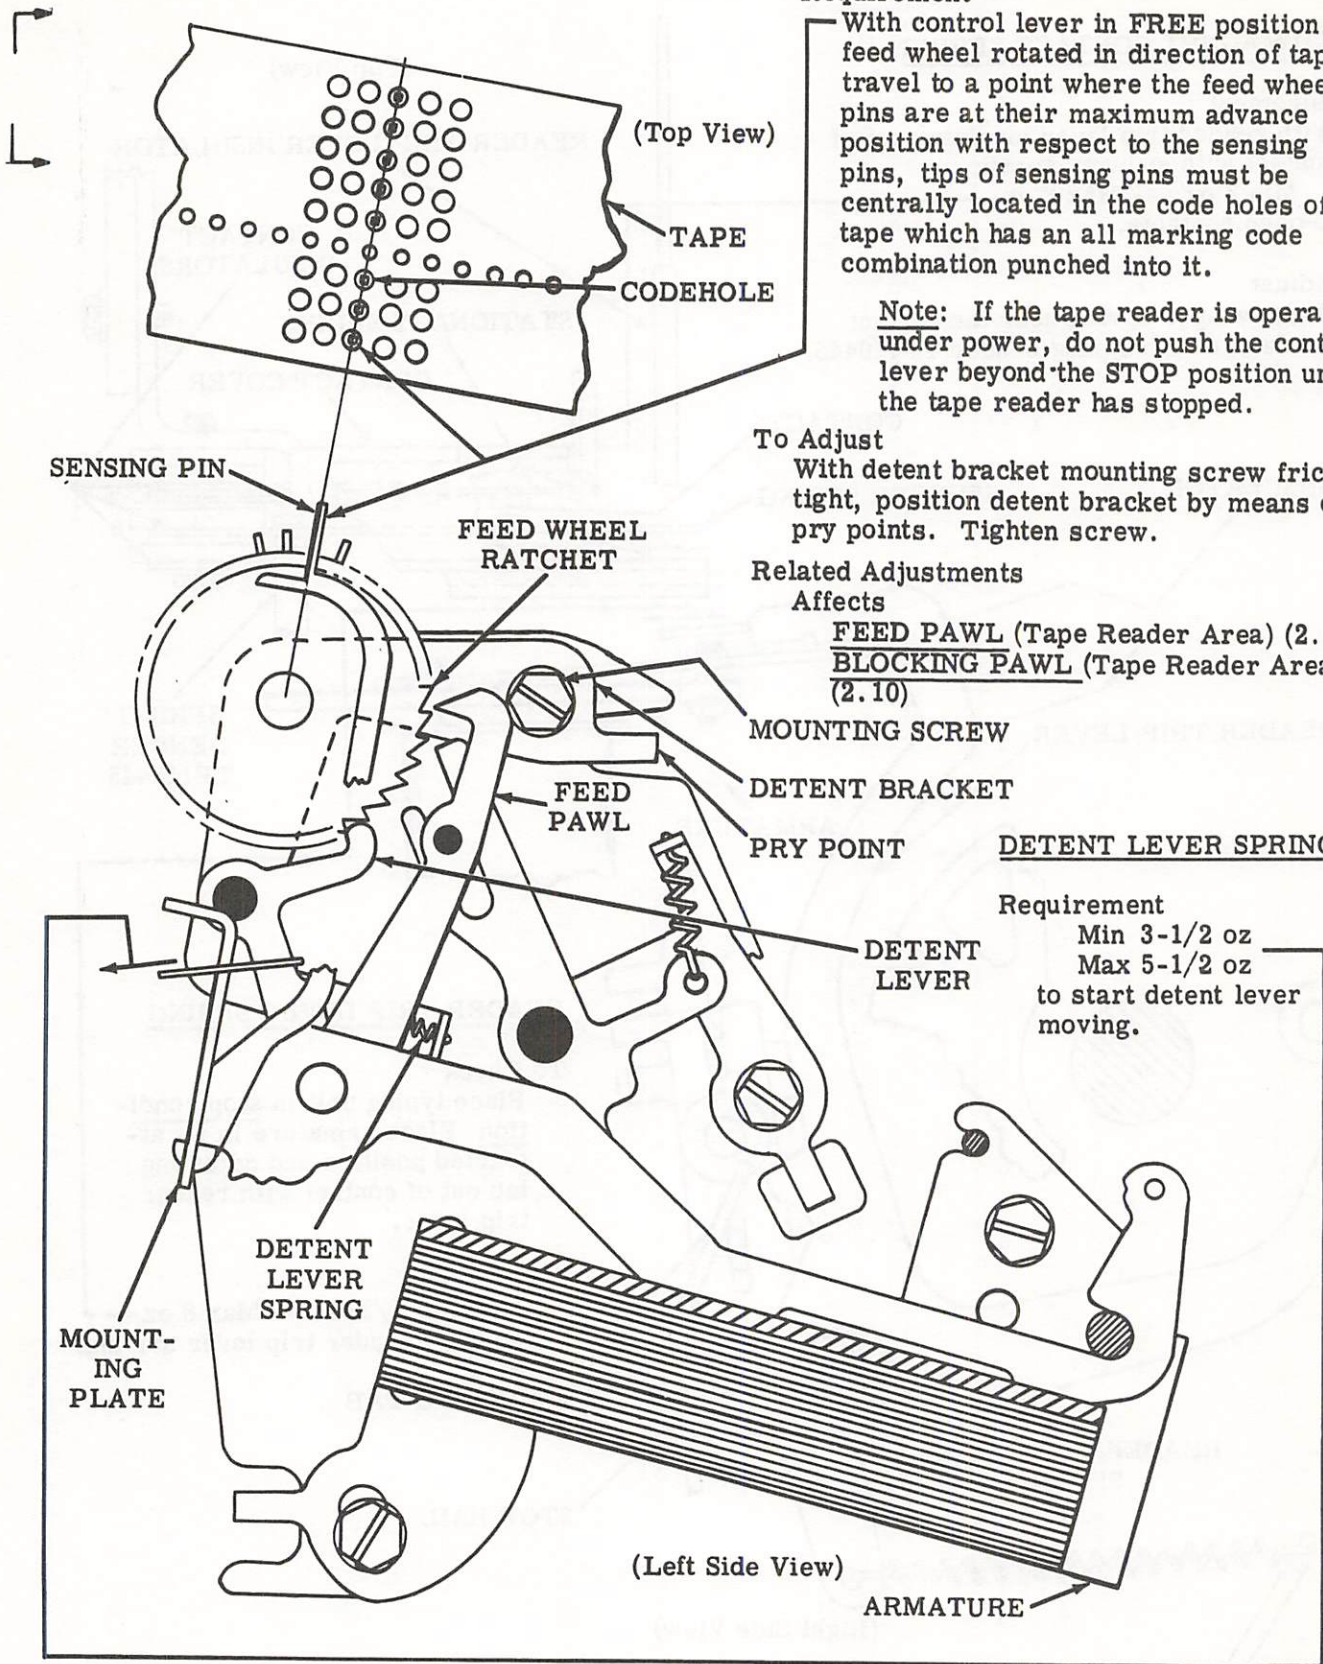 With control lever in FREE position
feed wheel rotated in direction of
travel to a point where the feed
pins are at their maximum advance
position with respect to the sensing
pins, tips of sensing pins must be
centrally located in the code holes
tape which has an all marking code
combination punched into it.
Note: If the tape reader is
under power, do not push the
lever beyond the STOP position
the tape reader has stopped.
To Adjust
With detent bracket mounting screw
tight, position detent bracket by means
pry points. Tighten screw.
Related Adjustments
Affects
FEED PAWL (Tape Reader Area) (2.
BLOCKING PAWL (Tape Reader Area
(2.10)
(Top View)
TAPE
CODEHOLE
SENSING PIN
FEED WHEEL
RATCHET
MOUNTING SCREW
DETENT BRACKET
FEED
PAWL
PRY POINT
DETENT LEVER SPRING
Requirement
Min 3-1/2 oz
Max 5-1/2 oz
to start detent lever
moving.
DETENT
LEVER
DETENT
LEVER
SPRING
MOUNT-
ING
PLATE
(Left Side View)
ARMATURE